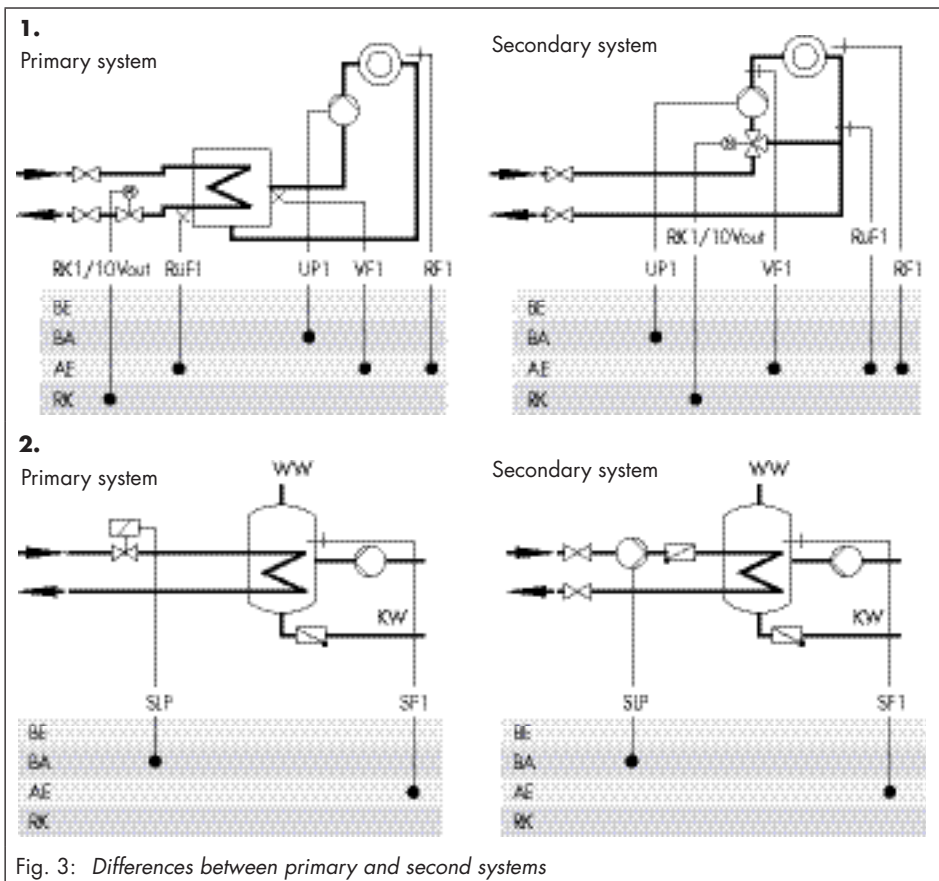 1.
Primary system
Secondary system
RK1/10Vout RüF1 UP1 VF1 RF1
BE
BA
AE
RK
UP1 RK1/10Vout VF1 RüF1 RF1
BE
BA
AE
RK
2.
Primary system
WW
KW
SLP SF1
BE
BA
AE
RK
Secondary system
WW
KW
SLP SF1
BE
BA
AE
RK
Fig. 3: Differences between primary and second systems